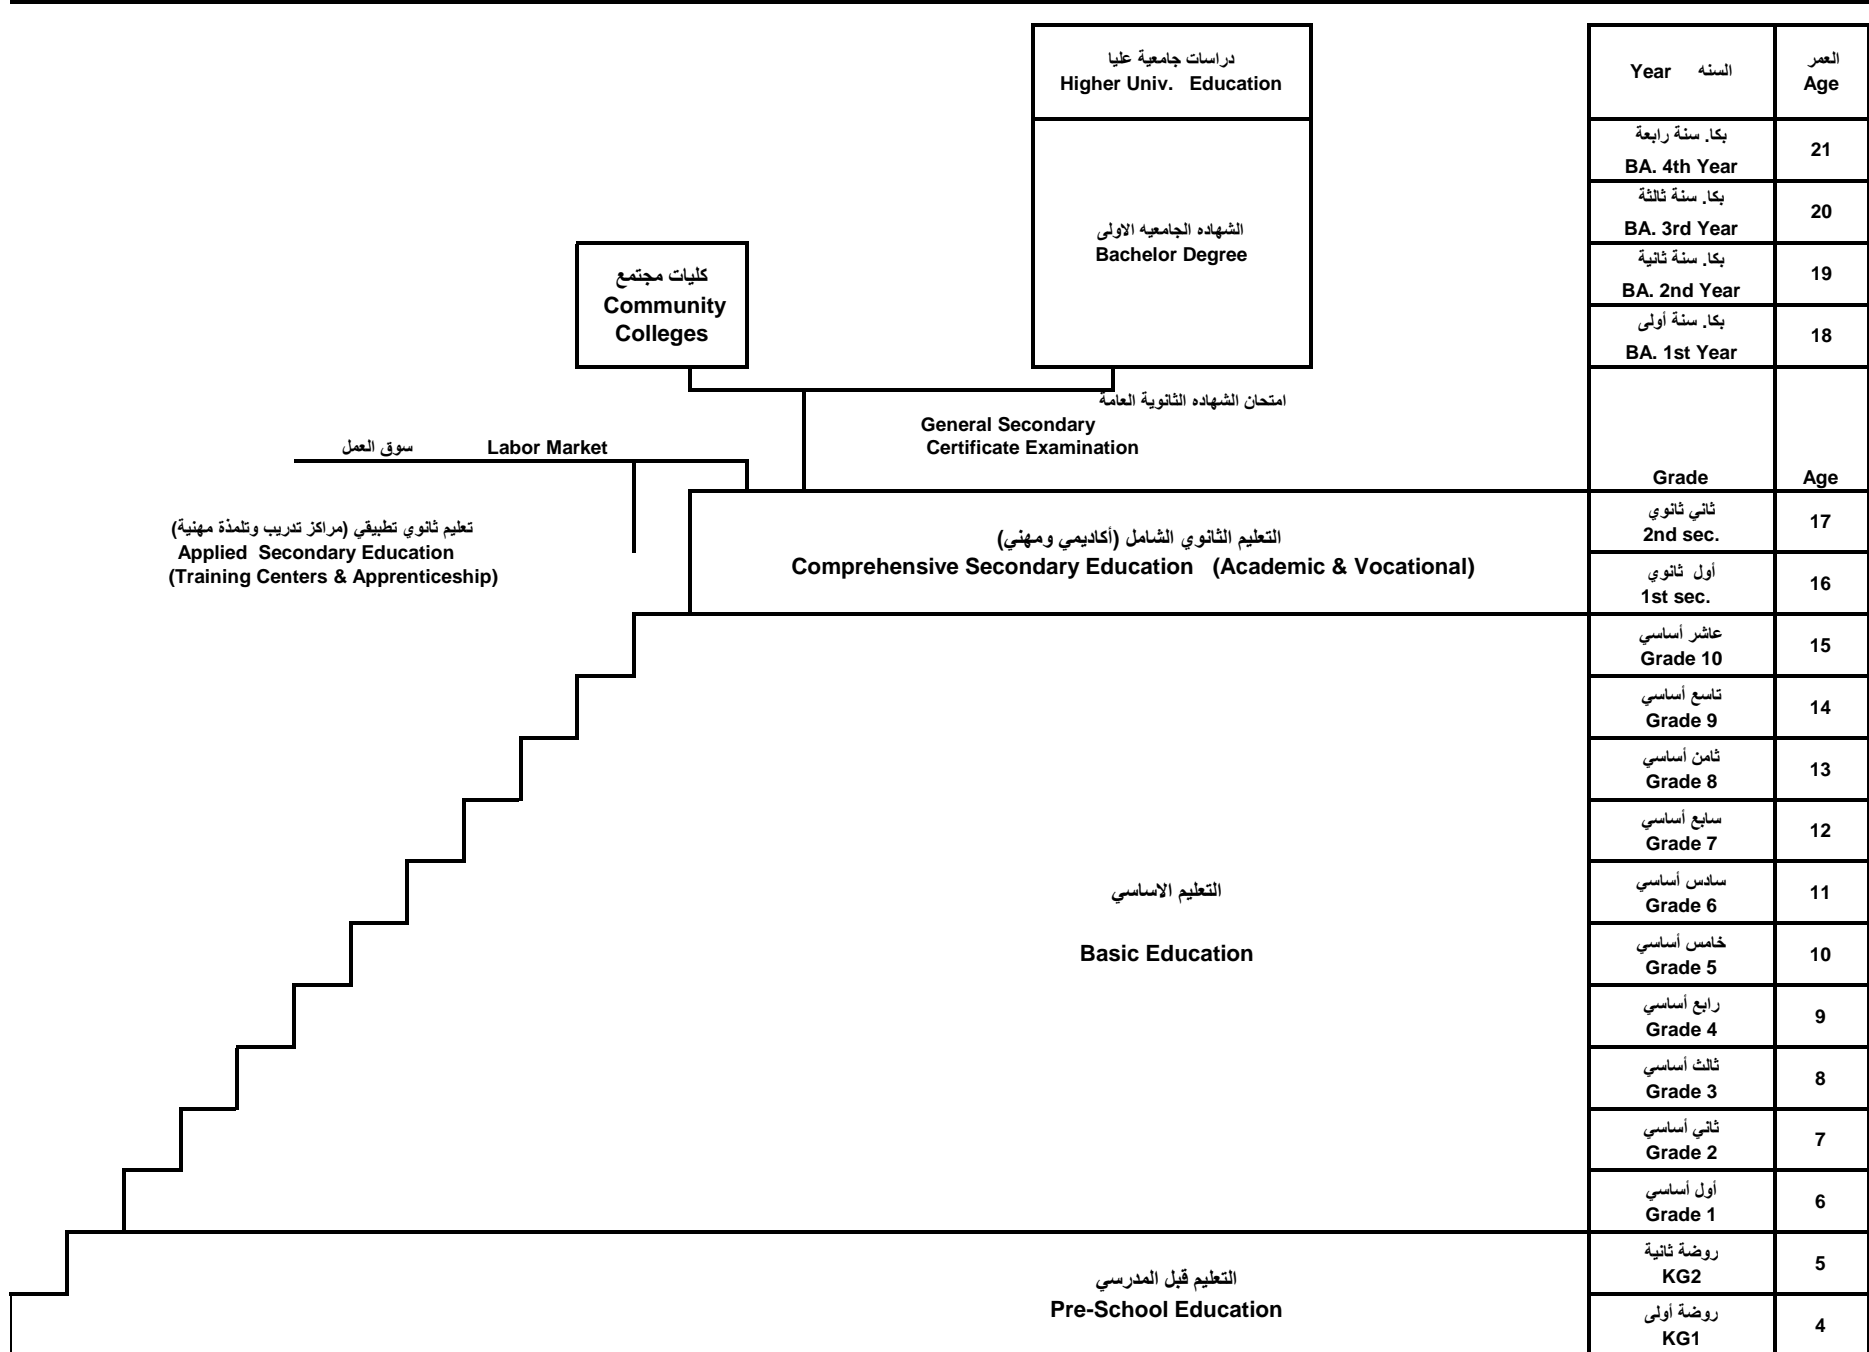 دراسات جامعية عليا
Higher Univ. Education
السنه Year
العمر
Age
بكا. سنة رابعة
BA. 4th Year
21
بكا. سنة ثالثة
BA. 3rd Year
20
الشهاده الجامعيه الاولى
Bachelor Degree
بكا. سنة ثانية
BA. 2nd Year
19
كليات مجتمع
Community
Colleges
بكا. سنة أولى
BA. 1st Year
18
امتحان الشهاده الثانوية العامة
General Secondary
Certificate Examination
سوق العمل Labor Market
Grade
Age
تعليم ثانوي تطبيقي (مراكز تدريب وتلمذة مهنية)
Applied Secondary Education
(Training Centers & Apprenticeship)
التعليم الثانوي الشامل (أكاديمي ومهني)
Comprehensive Secondary Education (Academic & Vocational)
ثاني ثانوي
2nd sec.
17
أول ثانوي
1st sec.
16
عاشر أساسي
Grade 10
15
تاسع أساسي
Grade 9
14
ثامن أساسي
Grade 8
13
سابع أساسي
Grade 7
12
التعليم الاساسي
Basic Education
سادس أساسي
Grade 6
11
خامس أساسي
Grade 5
10
رابع أساسي
Grade 4
9
ثالث أساسي
Grade 3
8
ثاني أساسي
Grade 2
7
أول أساسي
Grade 1
6
التعليم قبل المدرسي
Pre-School Education
روضة ثانية
KG2
5
روضة أولى
KG1
4